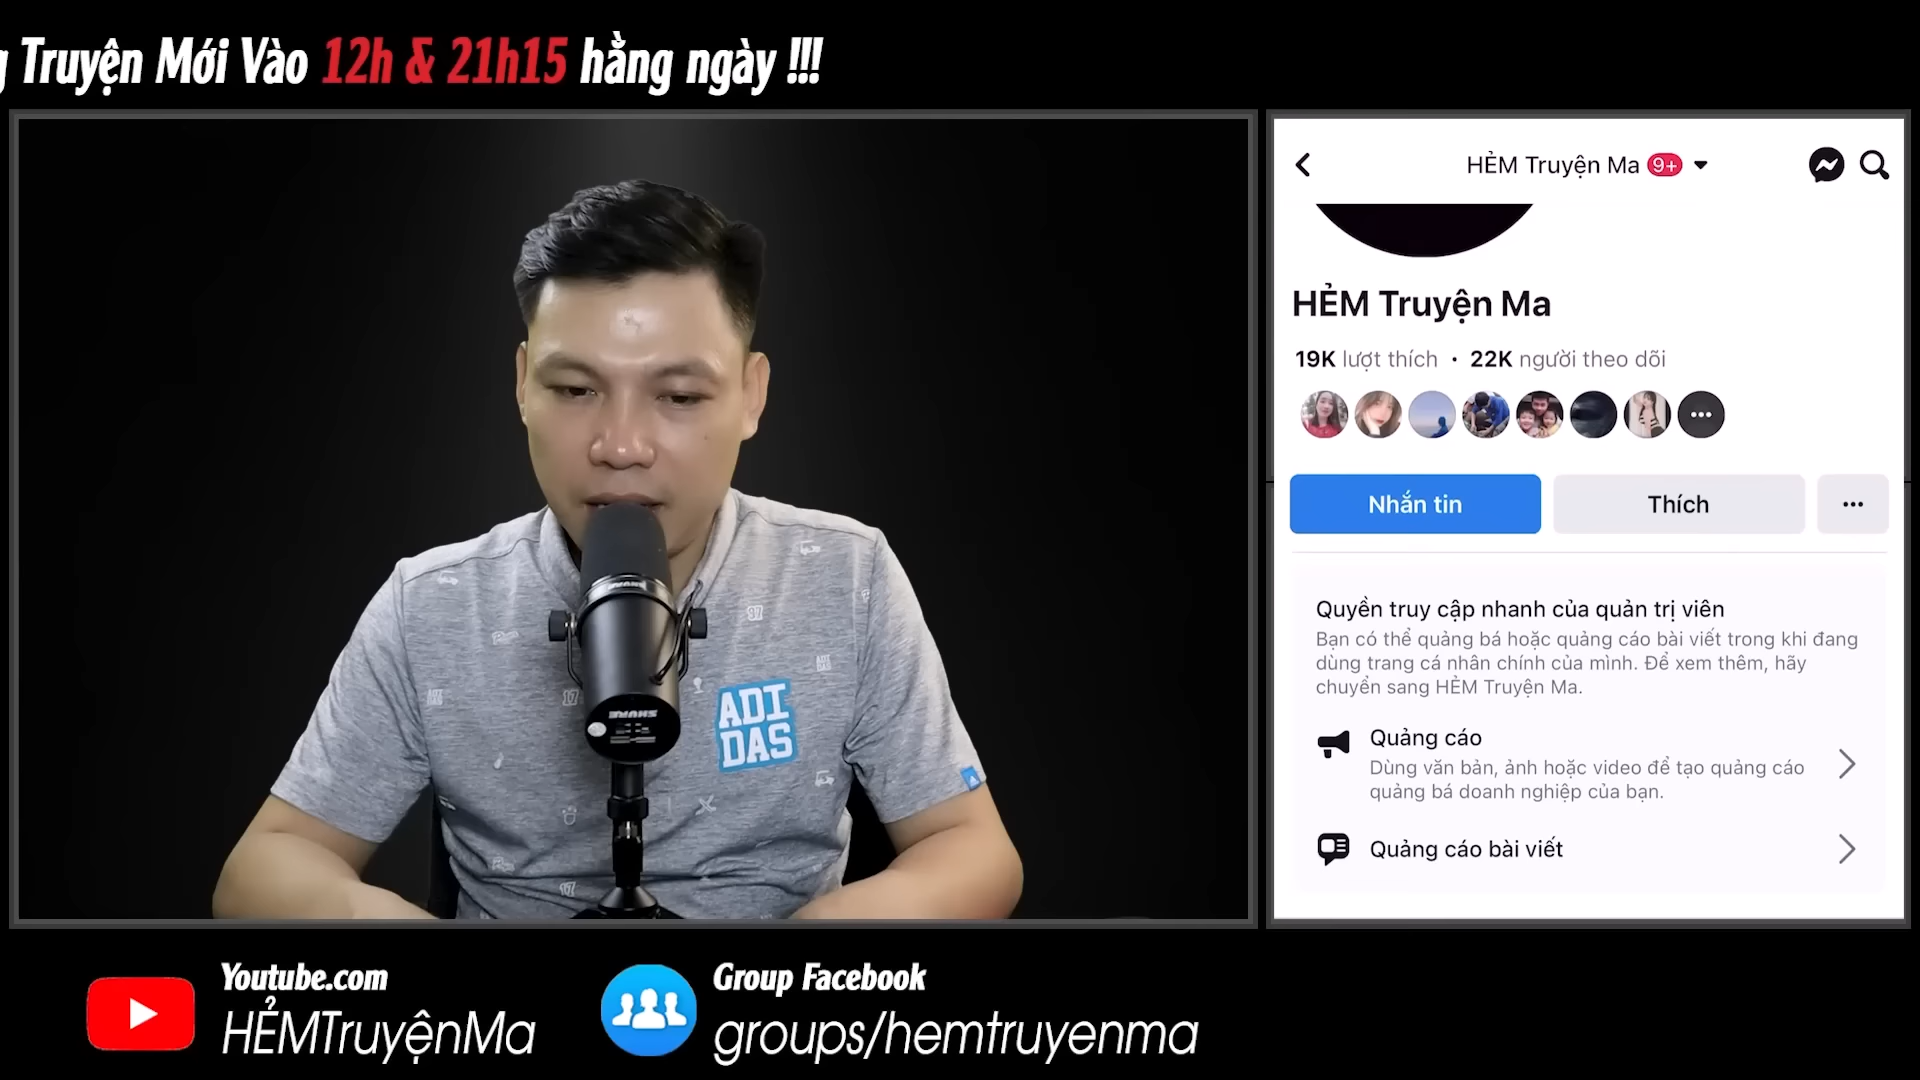 Truyện Mới Vào 12h & 21h15 hằng ngày !!!
HẺM Truyện Ma 9+
HẺM Truyện Ma
19K lượt thích · 22K người theo dõi
Nhắn tin
Thích
Quyền truy cập nhanh của quản trị viên
Bạn có thể quảng bá hoặc quảng cáo bài viết trong khi đang
dùng trang cá nhân chính của mình. Để xem thêm, hãy
chuyển sang HẺM Truyện Ma.
Quảng cáo
Dùng văn bản, ảnh hoặc video để tạo quảng cáo
quảng bá doanh nghiệp của bạn.
Quảng cáo bài viết
ADI
DAS
SHURE
Youtube.com
HẺMTruyệnMa
Group Facebook
groups/hemtruyenma